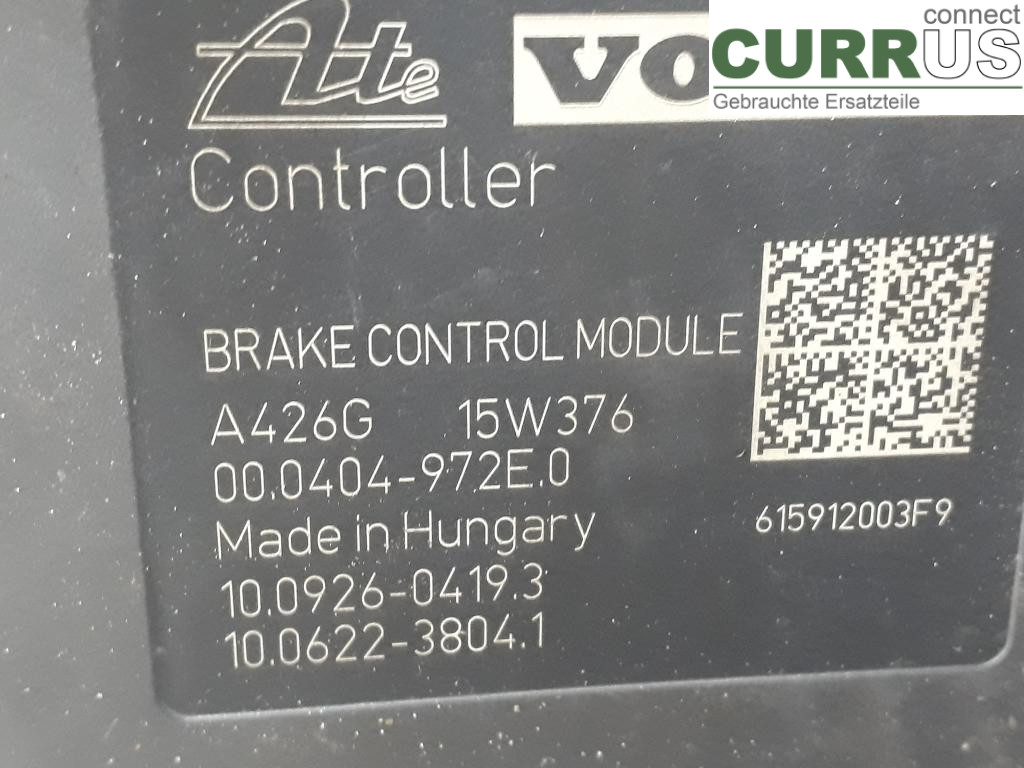 Ate
connect
CURRUS
Gebrauchte Ersatzteile
Controller
BRAKE CONTROL MODULE
A426G 15W376
00.0404-972E.0
Made in Hungary
615912003F9
10.0926-0419.3
10.0622-3804.1